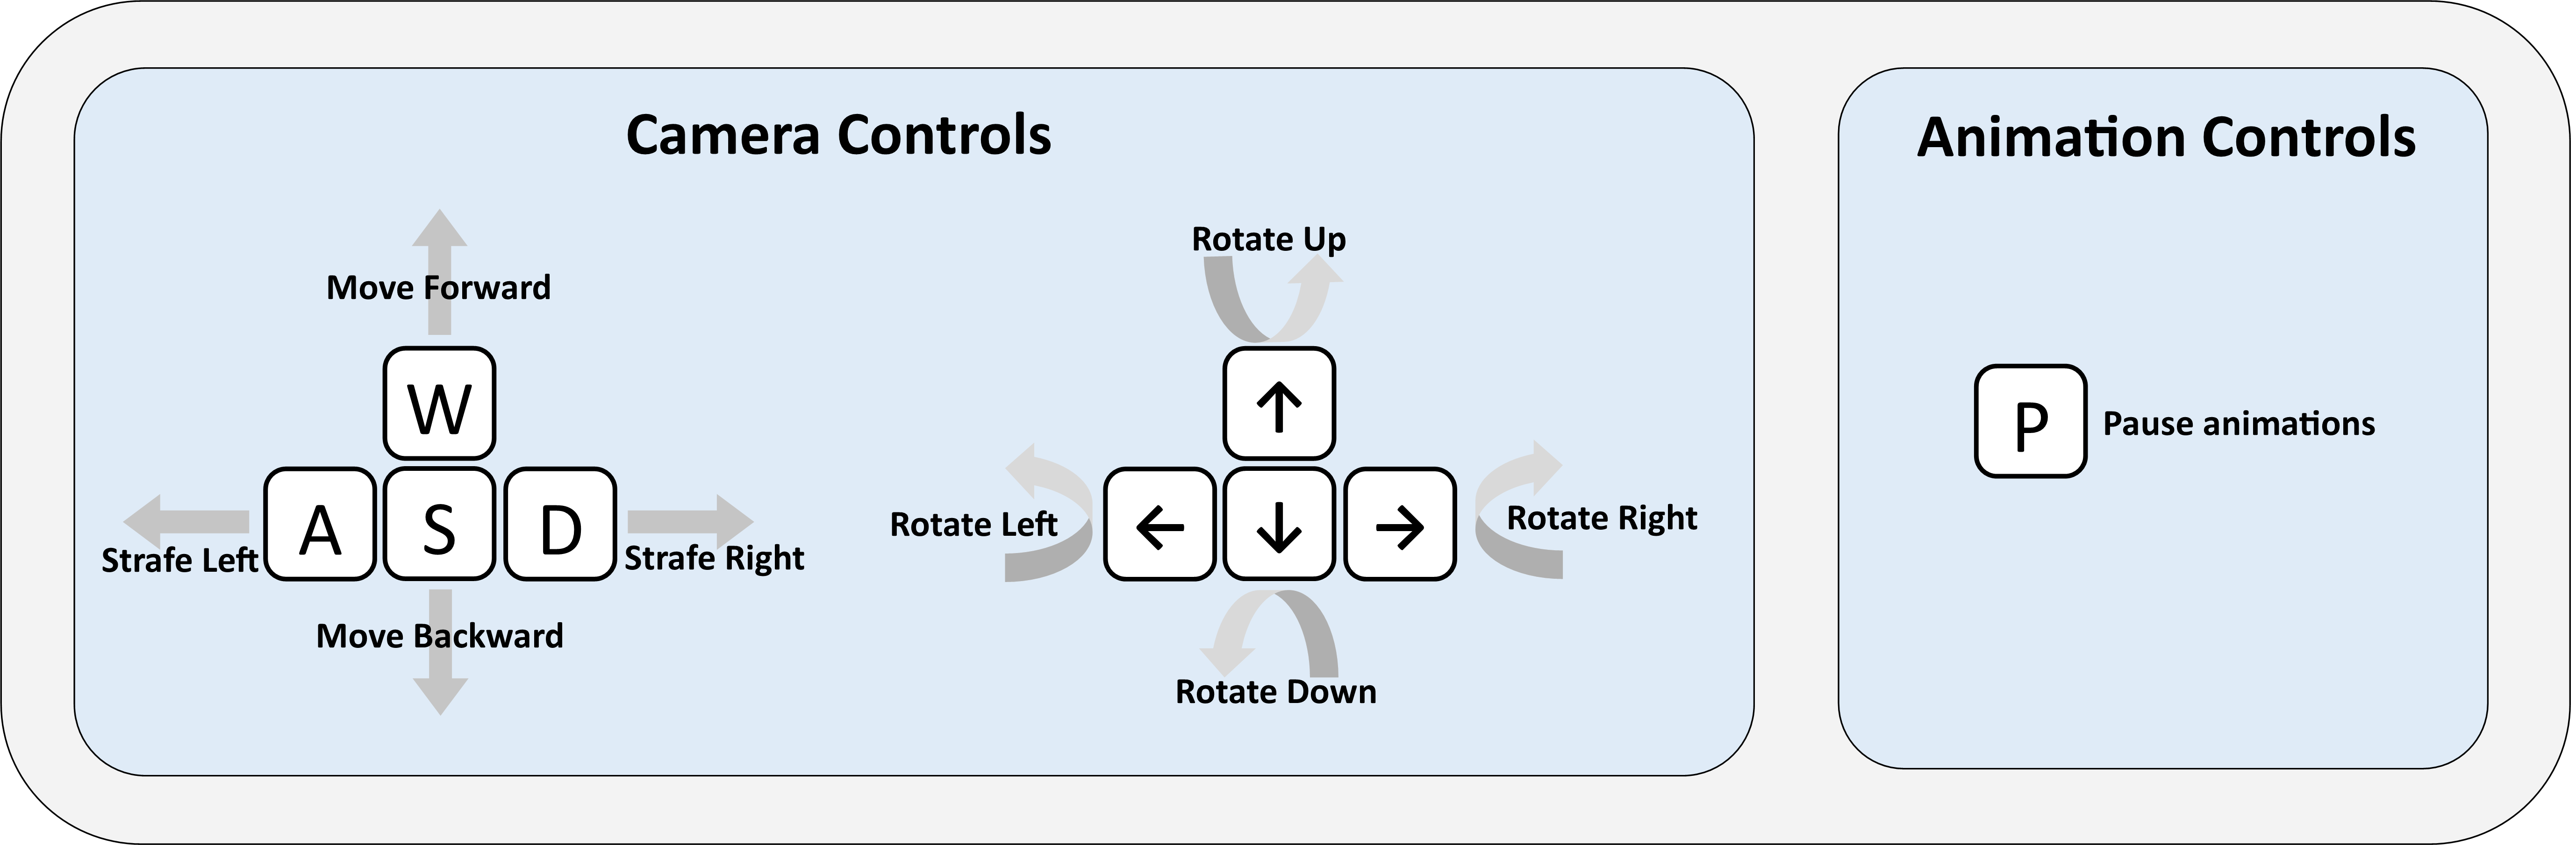 Camera Controls
Move Forward
W
A
S
D
Strafe Left
Strafe Right
Move Backward
Rotate Up
↑
Rotate Left
←
↓
→
Rotate Right
Rotate Down
Animation Controls
P
Pause animations